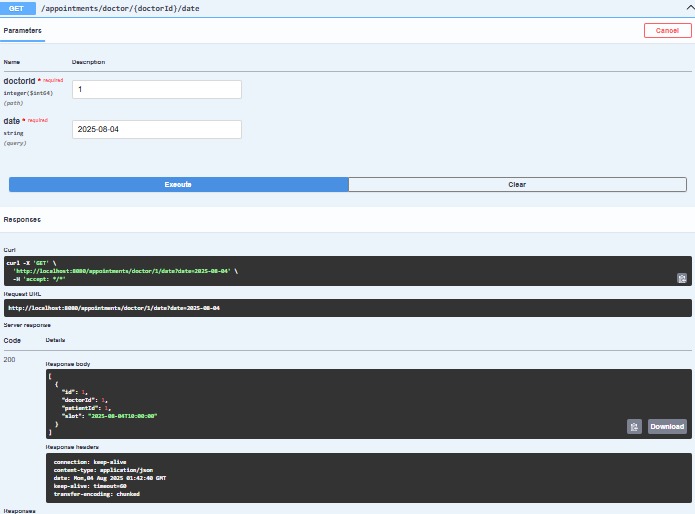 GET /appointments/doctor/{doctorId}/date
Parameters
Cancel
Name Description
doctorId * required
integer($int64)
(path)
1
date * required
string
(query)
2025-08-04
Execute Clear
Responses
Curl
curl -X 'GET' \
'http://localhost:8080/appointments/doctor/1/date?date=2025-08-04' \
-H 'accept: */*'
Request URL
http://localhost:8080/appointments/doctor/1/date?date=2025-08-04
Server response
Code Details
200
Response body
[
{
"id": 1,
"doctorId": 1,
"patientId": 1,
"slot": "2025-08-04T10:00:00"
}
]
Download
Response headers
connection: keep-alive
content-type: application/json
date: Mon,04 Aug 2025 01:42:40 GMT
keep-alive: timeout=60
transfer-encoding: chunked
Responses